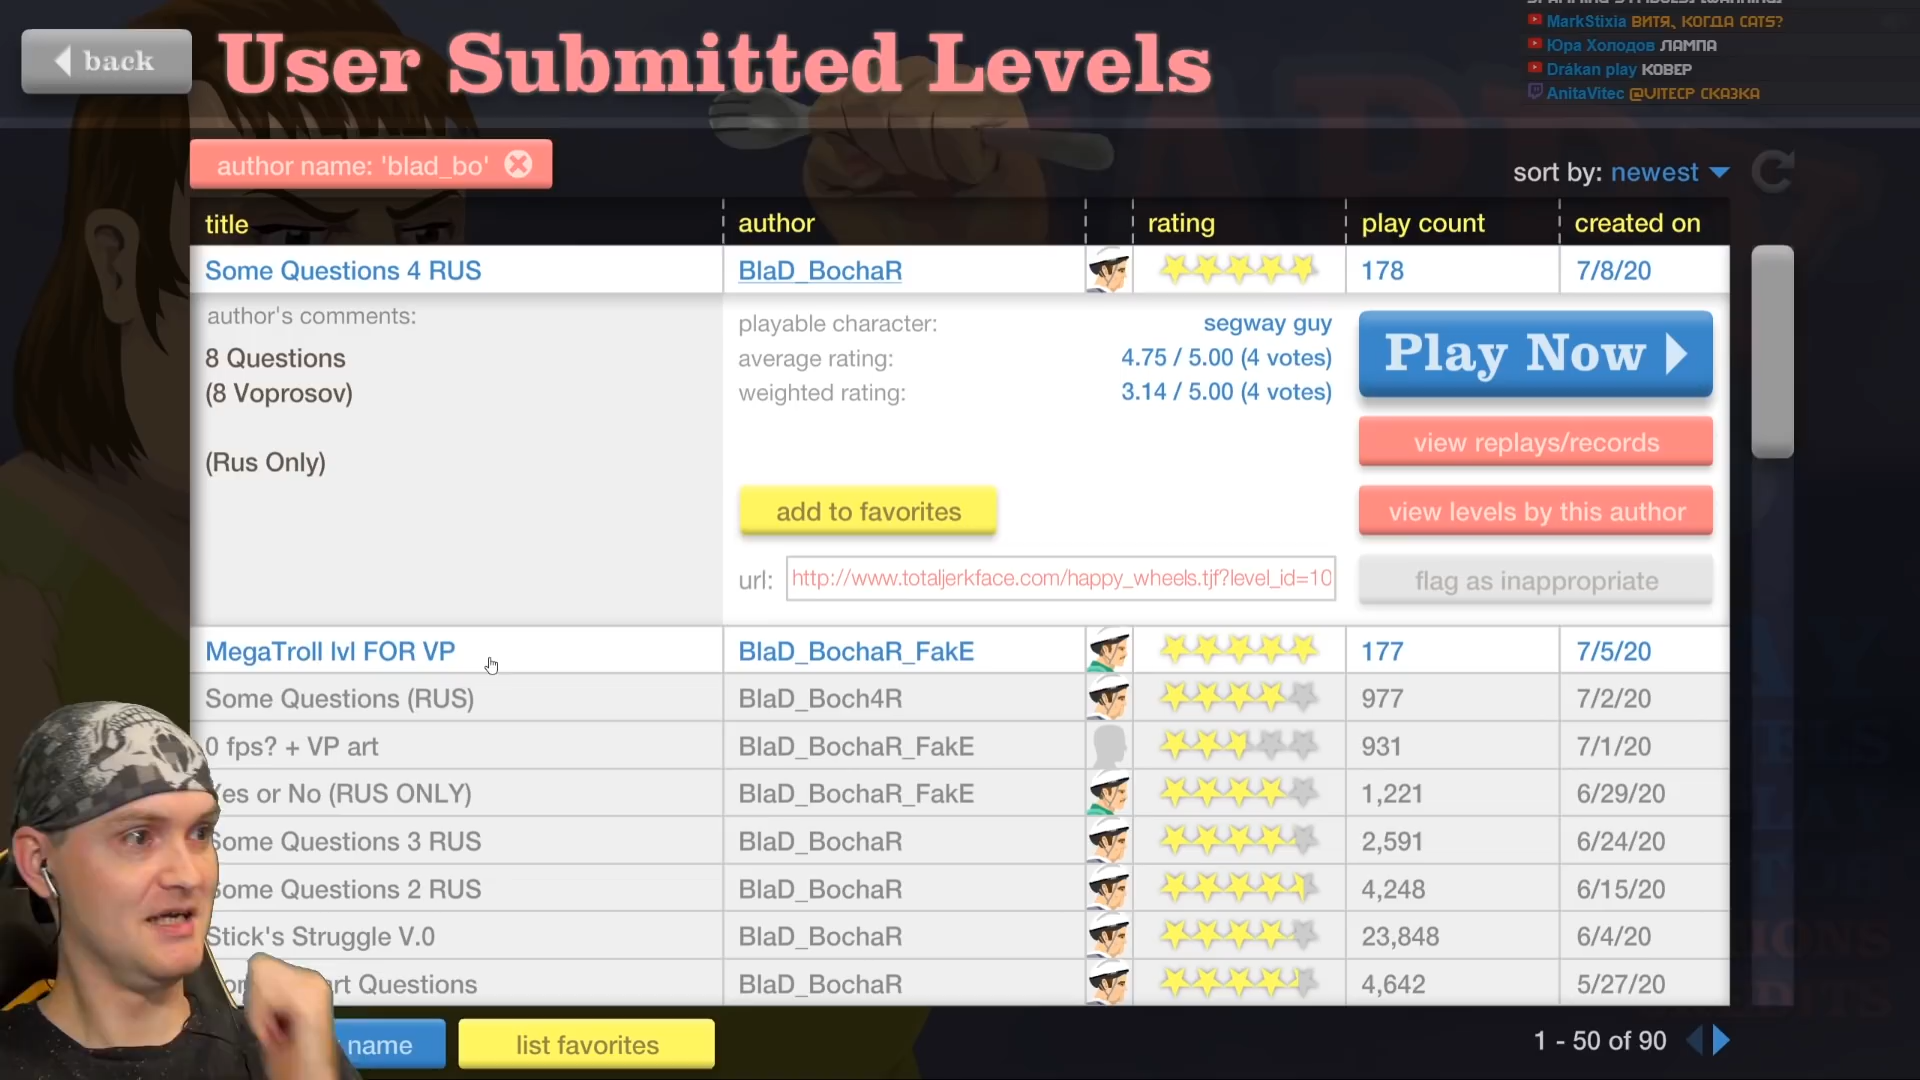 MarkStixia ВИТЯ, КОГДА CATS?
Юра Холодов ЛАМПА
Drákan play КОВЕР
AnitaVitec @VITECP СКАЗКА
back
User Submitted Levels
author name: 'blad_bo'
sort by: newest
title author rating play count created on
Some Questions 4 RUS BlaD_BochaR 178 7/8/20
author's comments:
8 Questions
(8 Voprosov)
(Rus Only)
playable character: segway guy
average rating: 4.75 / 5.00 (4 votes)
weighted rating: 3.14 / 5.00 (4 votes)
add to favorites
url: http://www.totaljerkface.com/happy_wheels.tjf?level_id=10
Play Now
view replays/records
view levels by this author
flag as inappropriate
MegaTroll lvl FOR VP BlaD_BochaR_FakE 177 7/5/20
Some Questions (RUS) BlaD_Boch4R 977 7/2/20
0 fps? + VP art BlaD_BochaR_FakE 931 7/1/20
Yes or No (RUS ONLY) BlaD_BochaR_FakE 1,221 6/29/20
Some Questions 3 RUS BlaD_BochaR 2,591 6/24/20
Some Questions 2 RUS BlaD_BochaR 4,248 6/15/20
Stick's Struggle V.0 BlaD_BochaR 23,848 6/4/20
Questions BlaD_BochaR 4,642 5/27/20
name
list favorites
1 - 50 of 90